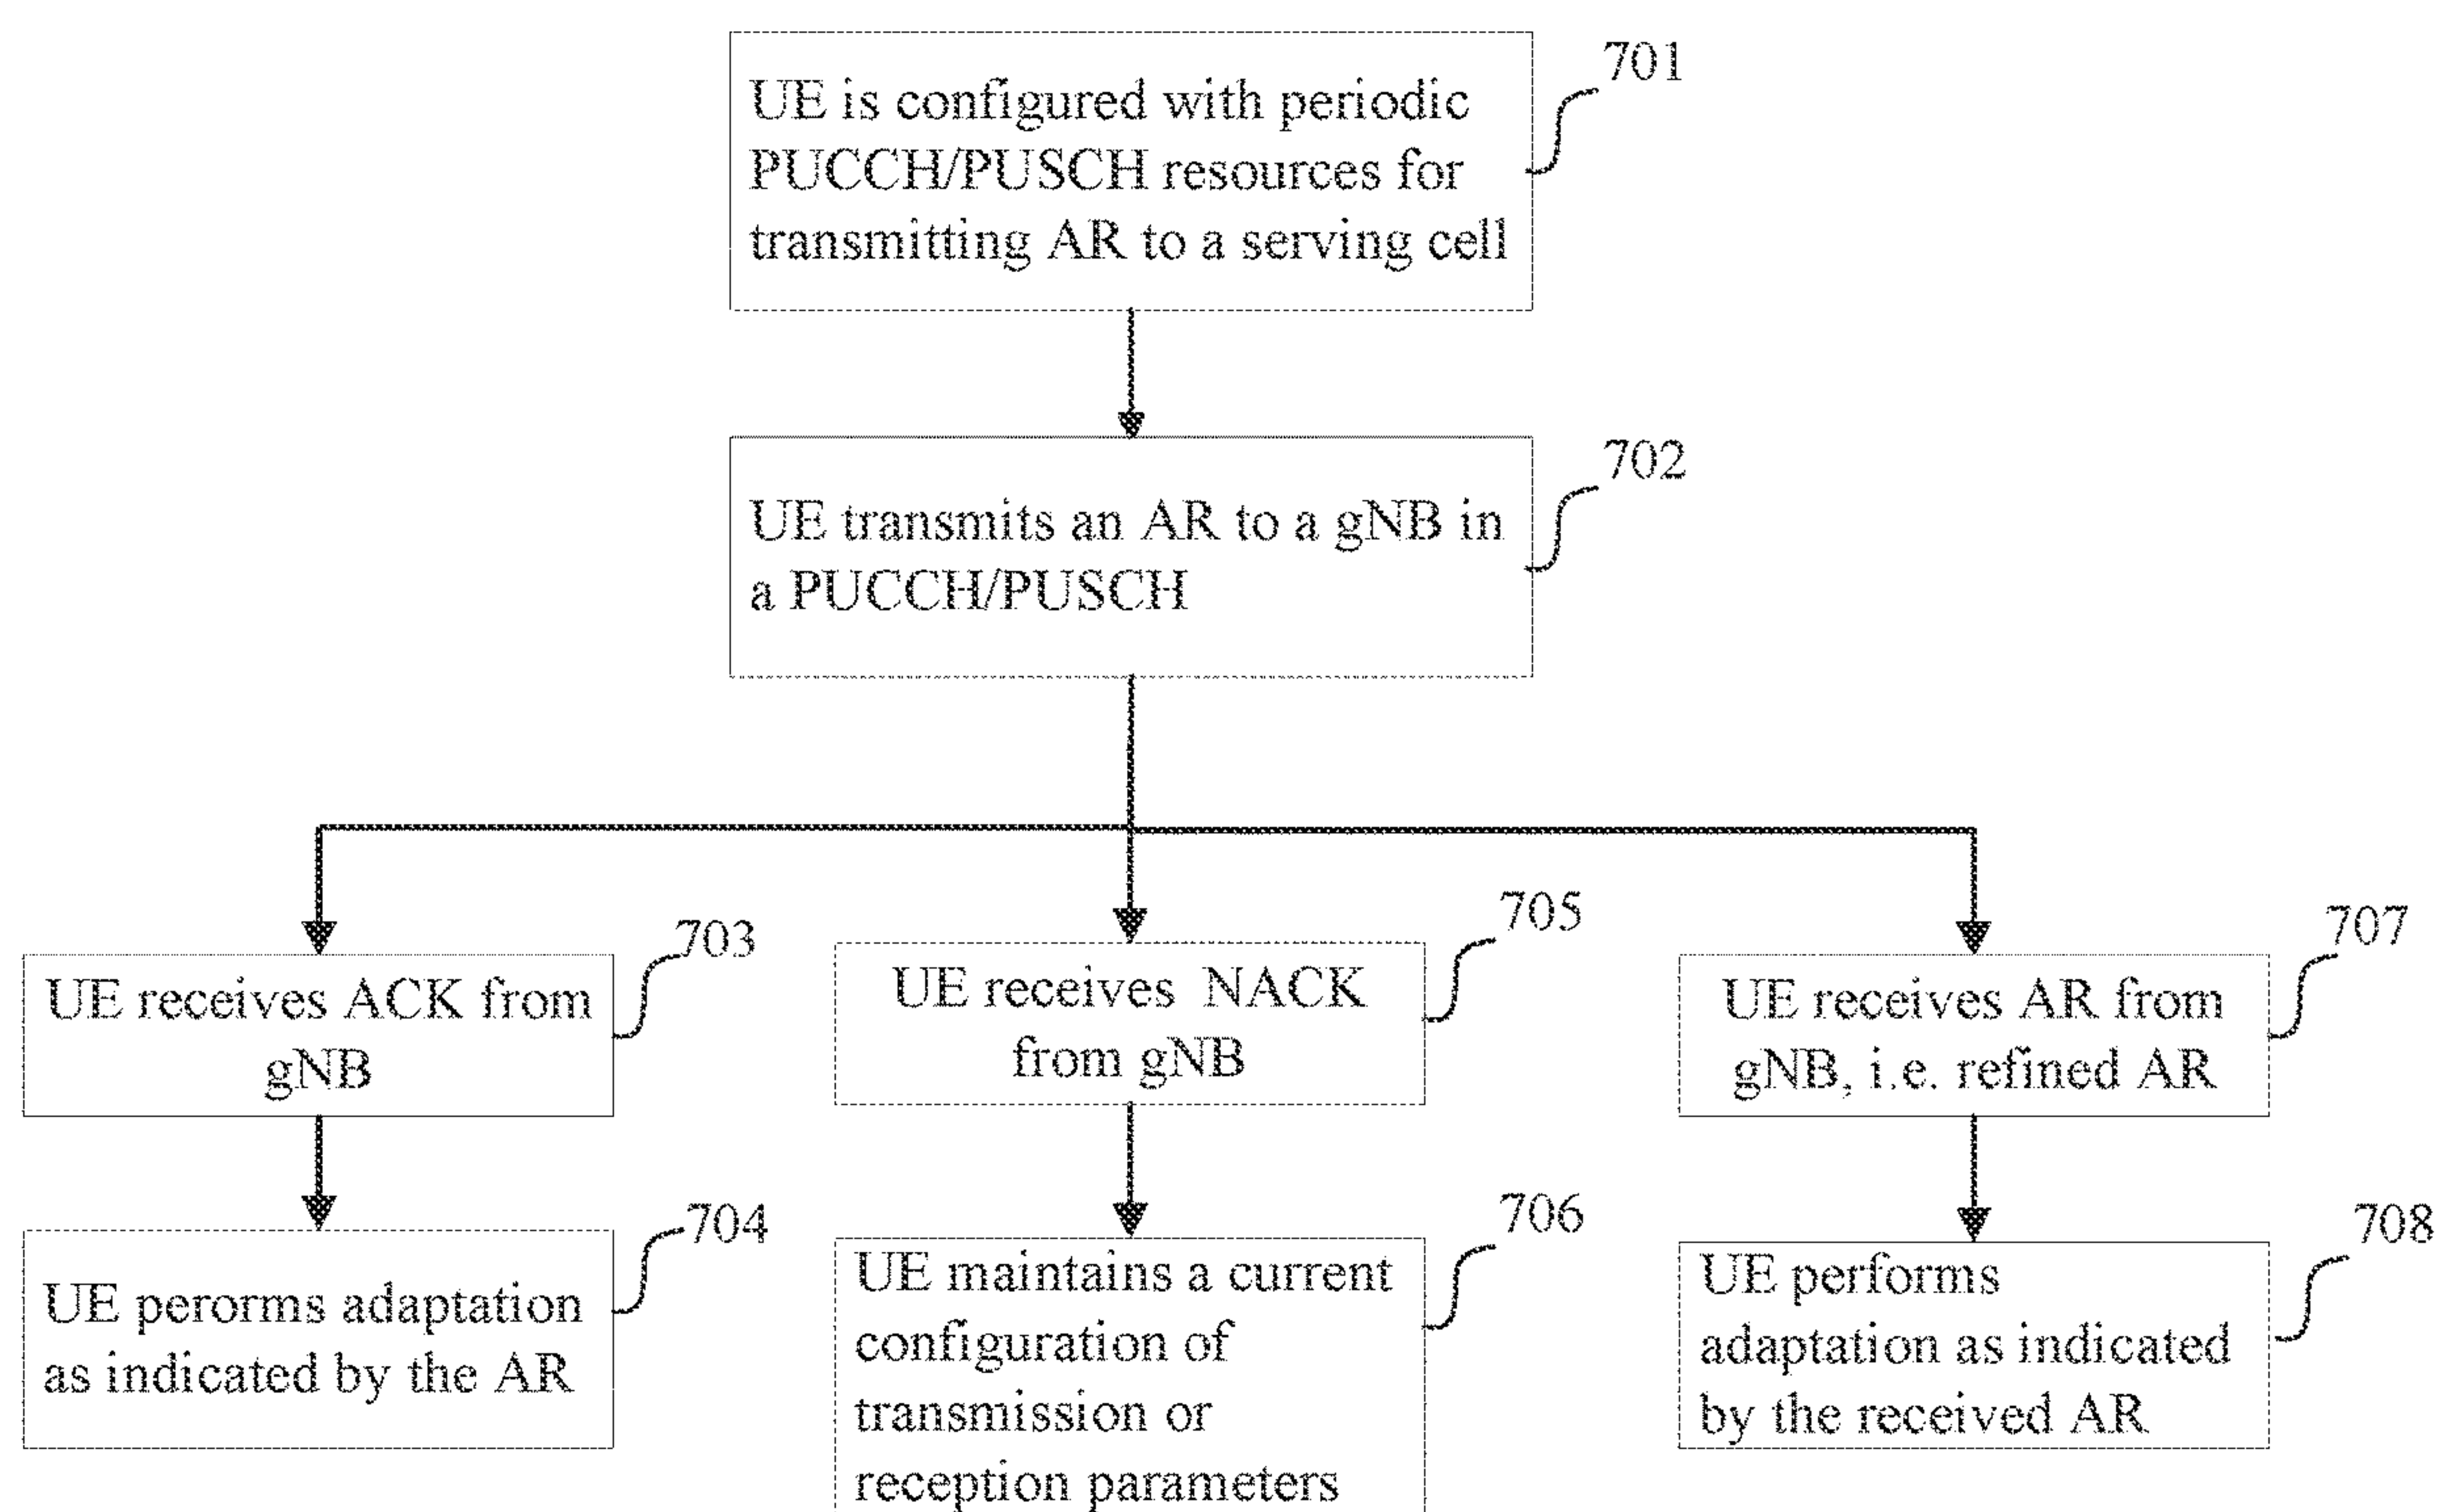 UE is configured with periodic
PUCCH/PUSCH resources for
transmitting AR to a serving cell
701
UE transmits an AR to a gNB in
a PUCCH/PUSCH
702
UE receives ACK from
gNB
703
UE receives NACK
from gNB
705
UE receives AR from
gNB, i.e. refined AR
707
UE perorms adaptation
as indicated by the AR
704
UE maintains a current
configuration of
transmission or
reception parameters
706
UE performs
adaptation as indicated
by the received AR
708